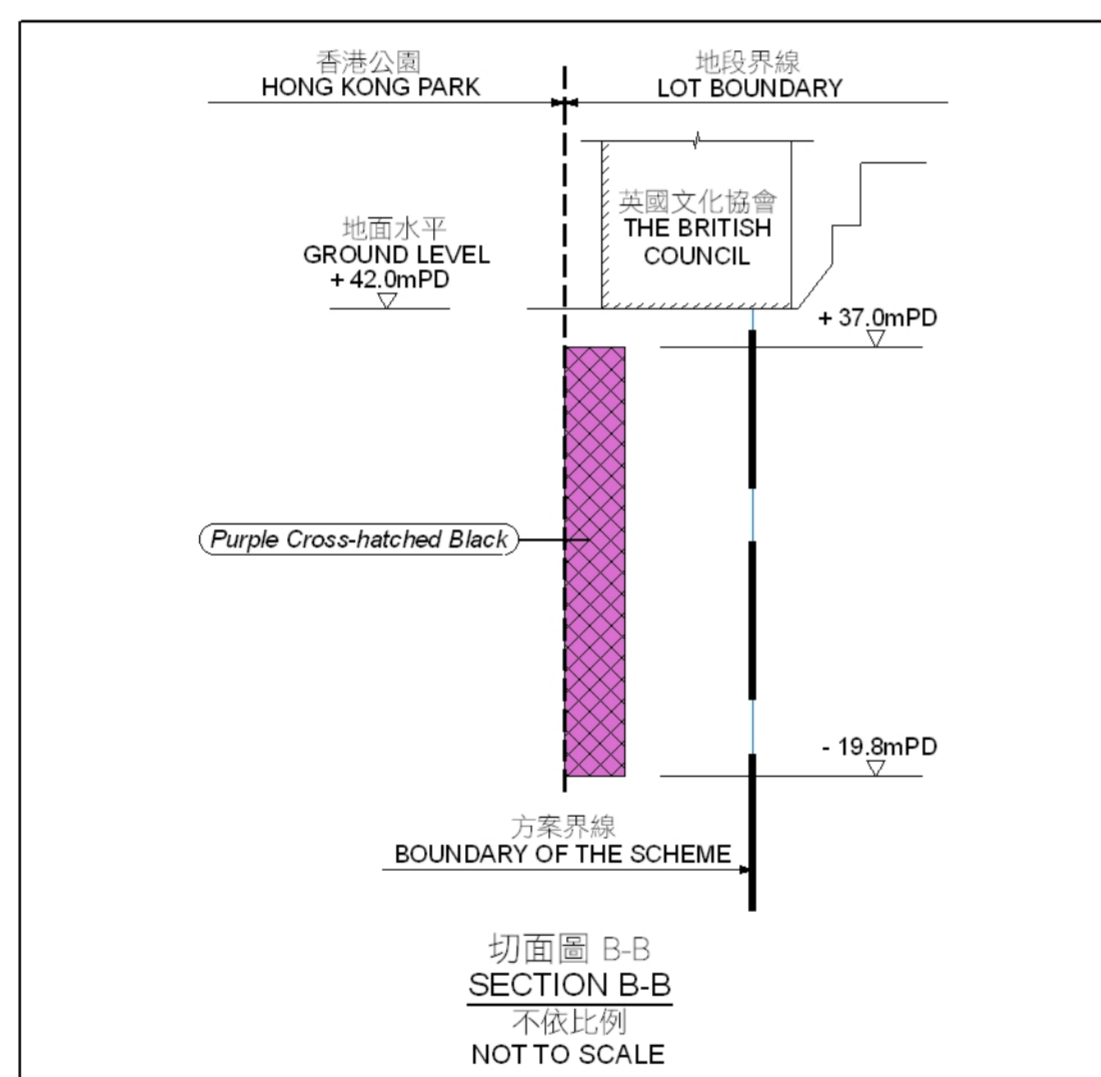 香港公園
HONG KONG PARK
地段界線
LOT BOUNDARY
英國文化協會
THE BRITISH
COUNCIL
地面水平
GROUND LEVEL
+ 42.0mPD
+ 37.0mPD
Purple Cross-hatched Black
- 19.8mPD
方案界線
BOUNDARY OF THE SCHEME
切面圖 B-B
SECTION B-B
不依比例
NOT TO SCALE